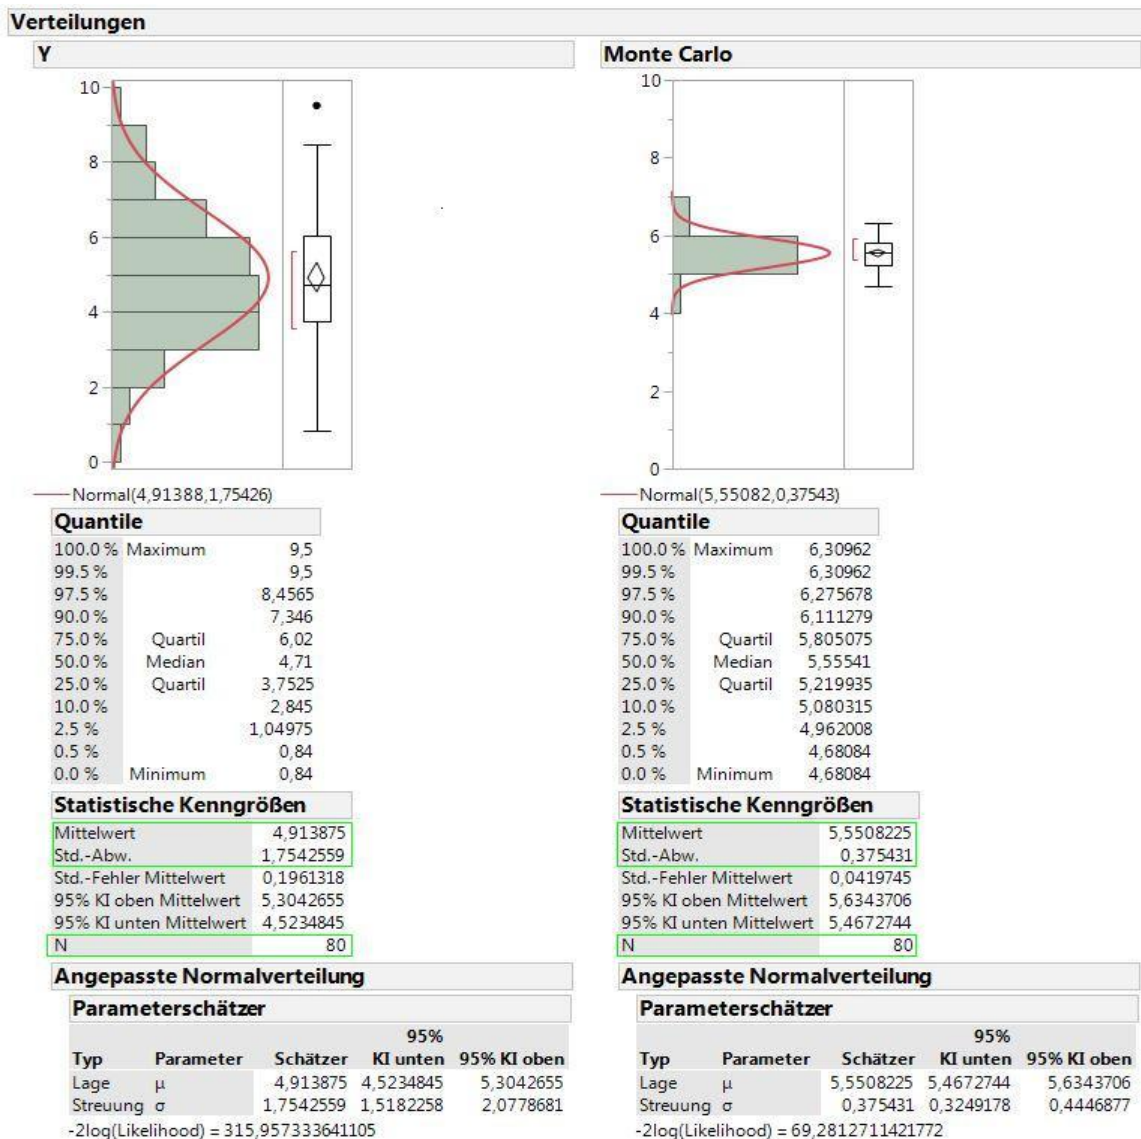 Verteilungen
Y
10
8
6
4
2
0
Normal(4,91388,1,75426)
Quantile
100.0 % Maximum 9,5
99.5 % 9,5
97.5 % 8,4565
90.0 % 7,346
75.0 % Quartil 6,02
50.0 % Median 4,71
25.0 % Quartil 3,7525
10.0 % 2,845
2.5 % 1,04975
0.5 % 0,84
0.0 % Minimum 0,84
Statistische Kenngrößen
Mittelwert 4,913875
Std.-Abw. 1,7542559
Std.-Fehler Mittelwert 0,1961318
95% KI oben Mittelwert 5,3042655
95% KI unten Mittelwert 4,5234845
N 80
Angepasste Normalverteilung
Parameterschätzer
95%
Typ Parameter Schätzer KI unten 95% KI oben
Lage μ 4,913875 4,5234845 5,3042655
Streuung σ 1,7542559 1,5182258 2,0778681
-2log(Likelihood) = 315,957333641105
Monte Carlo
10
8
6
4
2
0
Normal(5,55082,0,37543)
Quantile
100.0 % Maximum 6,30962
99.5 % 6,30962
97.5 % 6,275678
90.0 % 6,111279
75.0 % Quartil 5,805075
50.0 % Median 5,55541
25.0 % Quartil 5,219935
10.0 % 5,080315
2.5 % 4,962008
0.5 % 4,68084
0.0 % Minimum 4,68084
Statistische Kenngrößen
Mittelwert 5,5508225
Std.-Abw. 0,375431
Std.-Fehler Mittelwert 0,0419745
95% KI oben Mittelwert 5,6343706
95% KI unten Mittelwert 5,4672744
N 80
Angepasste Normalverteilung
Parameterschätzer
95%
Typ Parameter Schätzer KI unten 95% KI oben
Lage μ 5,5508225 5,4672744 5,6343706
Streuung σ 0,375431 0,3249178 0,4446877
-2log(Likelihood) = 69,2812711421772